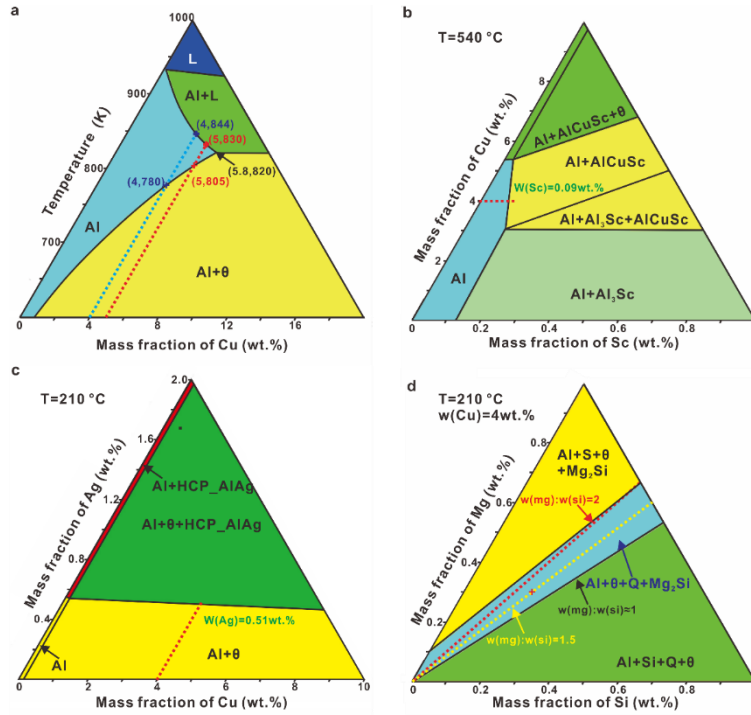 a
1000
L
Al+L
900
(4,844)
(5,830)
Temperature (K)
800
(4,780)
(5,805)
(5.8,820)
700
Al
Al+θ
0
4
8
12
16
Mass fraction of Cu (wt.%)
b
T=540 °C
8
Mass fraction of Cu (wt.%)
6
Al+AlCuSc+θ
Al+AlCuSc
W(Sc)=0.09wt.%
4
Al+Al₃Sc+AlCuSc
2
Al
Al+Al₃Sc
0.2
0.4
0.6
0.8
Mass fraction of Sc (wt.%)
c
T=210 °C
2.0
1.6
Mass fraction of Ag (wt.%)
Al+HCP_AlAg
1.2
Al+θ+HCP_AlAg
0.8
W(Ag)=0.51wt.%
0.4
Al
Al+θ
0
2
4
6
8
10
Mass fraction of Cu (wt.%)
d
T=210 °C
w(Cu)=4wt.%
0.8
Mass fraction of Mg (wt.%)
Al+S+θ
+Mg₂Si
0.6
w(mg):w(si)=2
0.4
Al+θ+Q+Mg₂Si
w(mg):w(si)=1
0.2
w(mg):w(si)=1.5
Al+Si+Q+θ
0
0.2
0.4
0.6
0.8
Mass fraction of Si (wt.%)